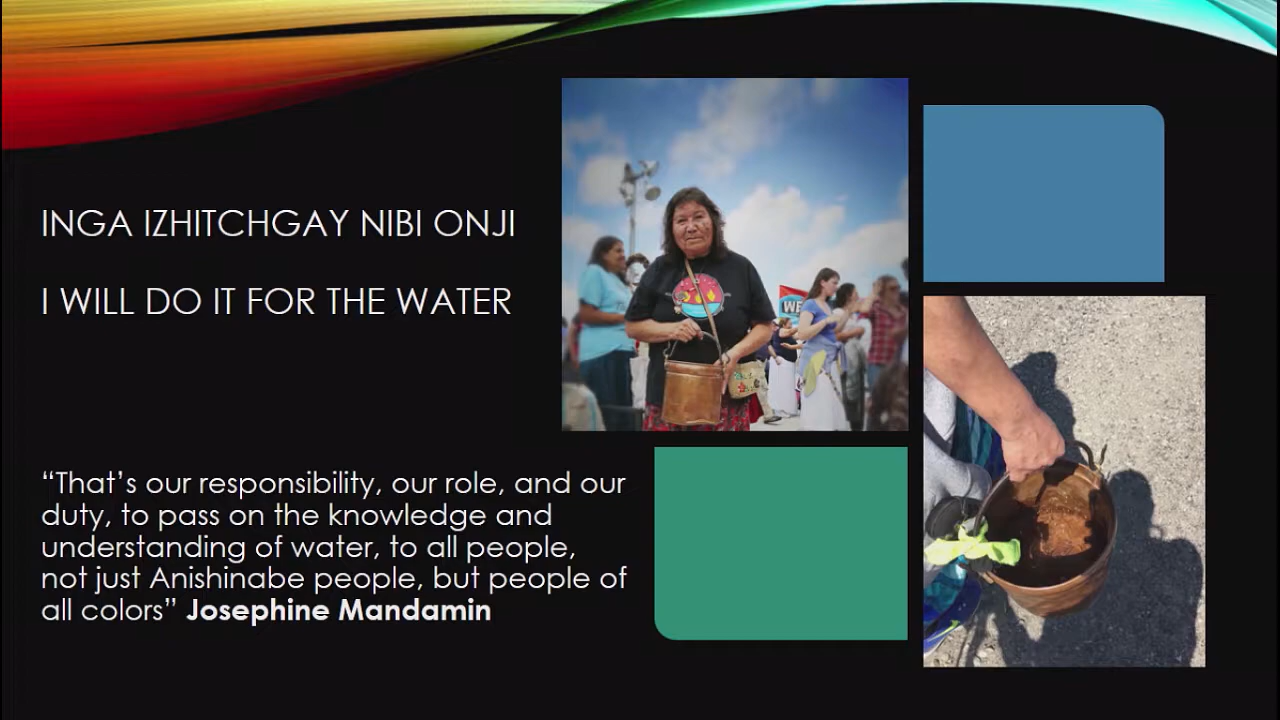 INGA IZHITCHGAY NIBI ONJI
I WILL DO IT FOR THE WATER
“That’s our responsibility, our role, and our
duty, to pass on the knowledge and
understanding of water, to all people,
not just Anishinabe people, but people of
all colors” Josephine Mandamin
WE